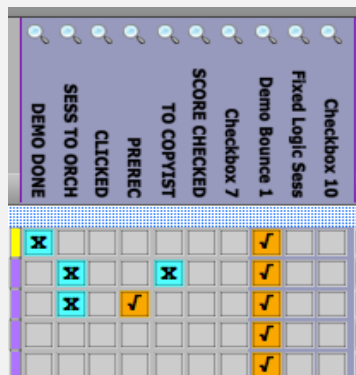 DEMO DONE
SESS TO ORCH
CLICKED
PREREC
TO COPYIST
SCORE CHECKED
Checkbox 7
Demo Bounce 1
Fixed Logic Sess
Checkbox 10
X √
X X √
X √ √
√
√